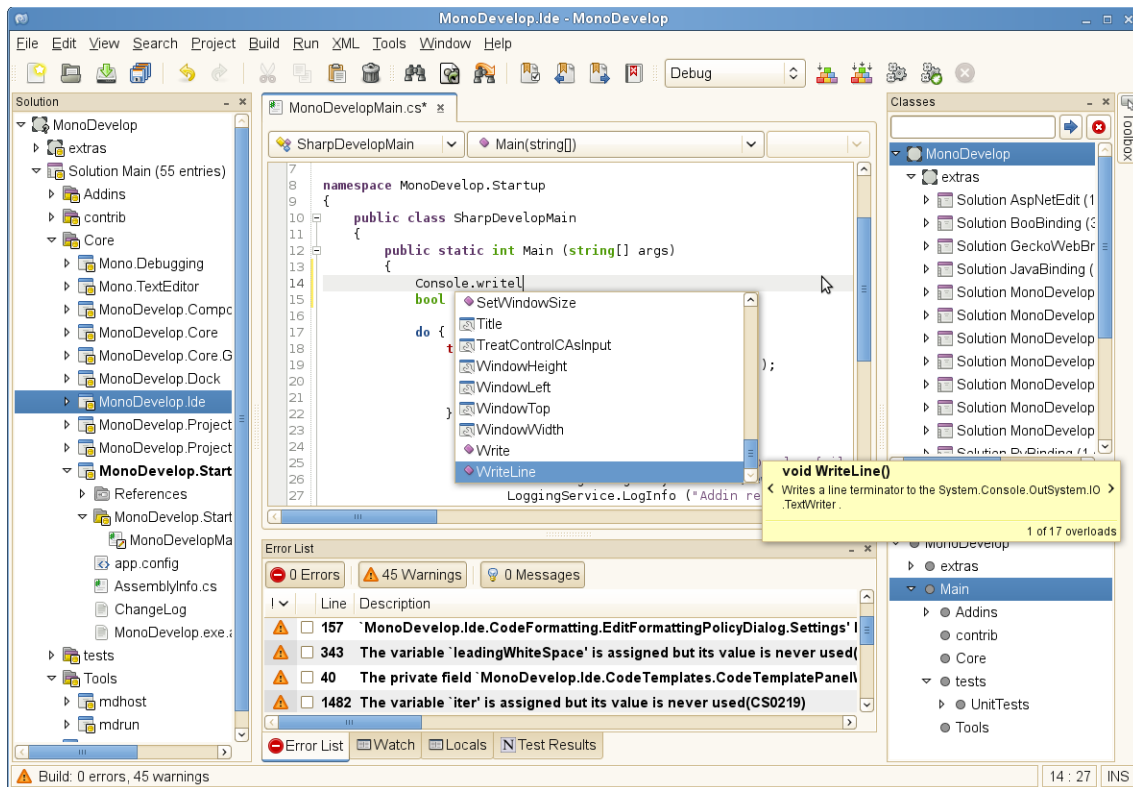 MonoDevelop.Ide - MonoDevelop
File Edit View Search Project Build Run XML Tools Window Help
Debug
Solution
MonoDevelop
extras
Solution Main (55 entries)
Addins
contrib
Core
Mono.Debugging
Mono.TextEditor
MonoDevelop.Compo
MonoDevelop.Core
MonoDevelop.Core.G
MonoDevelop.Dock
MonoDevelop.Ide
MonoDevelop.Project
MonoDevelop.Project
MonoDevelop.Start
References
MonoDevelop.Start
MonoDevelopMa
app.config
AssemblyInfo.cs
ChangeLog
MonoDevelop.exe.
tests
Tools
mdhost
mdrun
MonoDevelopMain.cs*
SharpDevelopMain Main(string[])
7
8 namespace MonoDevelop.Startup
9 {
10 public class SharpDevelopMain
11 {
12 public static int Main (string[] args)
13 {
14 Console.writel
15 bool
16
17 do {
18 t
19 );
20
21
22 }
23
24
25
26
27 LoggingService.LogInfo ("Addin re
SetWindowSize
Title
TreatControlCAsInput
WindowHeight
WindowLeft
WindowTop
WindowWidth
Write
WriteLine
void WriteLine()
Writes a line terminator to the System.Console.OutSystem.IO
.TextWriter .
1 of 17 overloads
Error List
0 Errors 45 Warnings 0 Messages
! Line Description
157 `MonoDevelop.Ide.CodeFormatting.EditFormattingPolicyDialog.Settings'
343 The variable `leadingWhiteSpace' is assigned but its value is never used(
40 The private field `MonoDevelop.Ide.CodeTemplates.CodeTemplatePanel
1482 The variable `iter' is assigned but its value is never used(CS0219)
Error List Watch Locals Test Results
Classes
Toolbox
MonoDevelop
extras
Solution AspNetEdit (1
Solution BooBinding (3
Solution GeckoWebBr
Solution JavaBinding (
Solution MonoDevelop
Solution MonoDevelop
Solution MonoDevelop
Solution MonoDevelop
Solution MonoDevelop
Solution MonoDevelop
Solution MonoDevelop
Solution PyBinding (1
MonoDevelop
extras
Main
Addins
contrib
Core
tests
UnitTests
Tools
Build: 0 errors, 45 warnings
14 : 27 INS